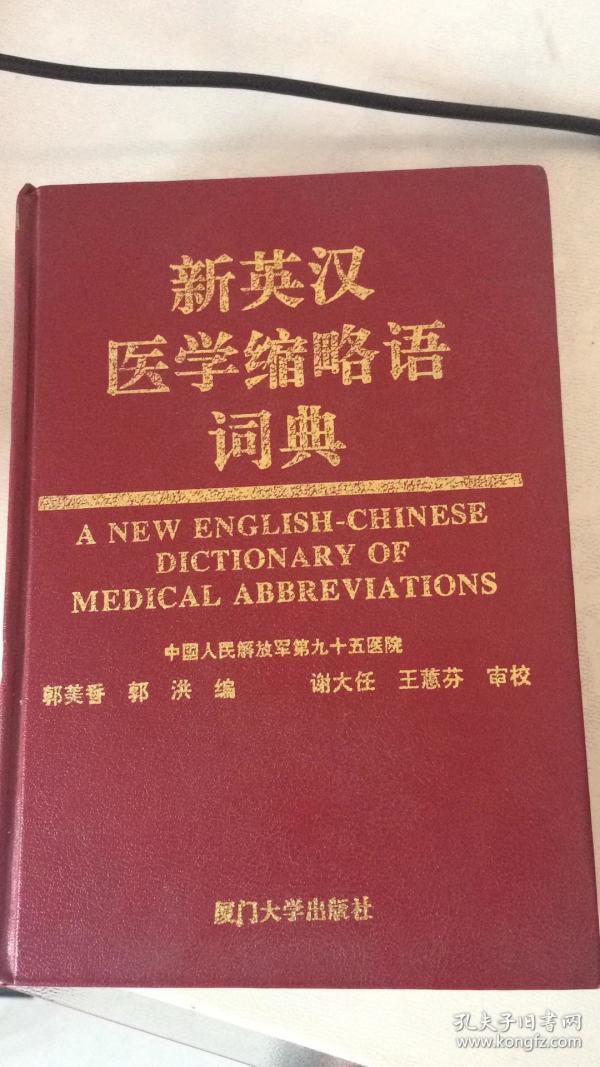 新英汉
医学缩略语
词典
A NEW ENGLISH-CHINESE
DICTIONARY OF
MEDICAL ABBREVIATIONS
中国人民解放军第九十五医院
郭美香 郭洪 编 谢大任 王蕙芬 审校
厦门大学出版社
孔夫子旧书网
www.kongfz.com